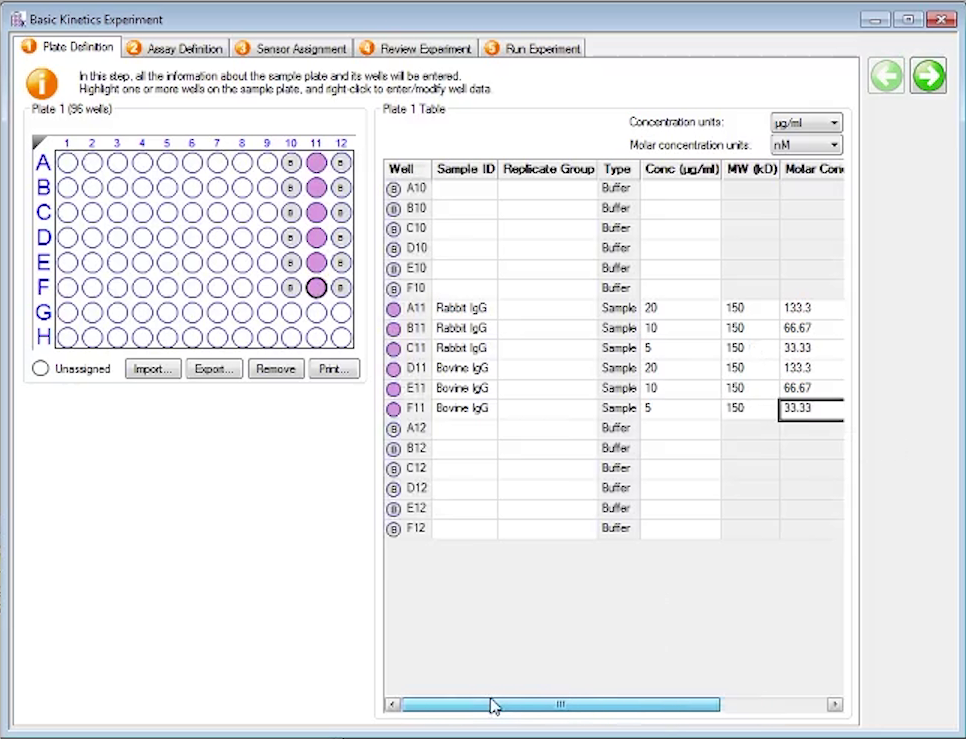 Basic Kinetics Experiment
1 Plate Definition 2 Assay Definition 3 Sensor Assignment 4 Review Experiment 5 Run Experiment
In this step, all the information about the sample plate and its wells will be entered.
Highlight one or more wells on the sample plate, and right-click to enter/modify well data.
Plate 1 (96 wells)
1 2 3 4 5 6 7 8 9 10 11 12
A B B
B B B
C B B
D B B
E B B
F B B
G
H
Unassigned Import... Export... Remove Print...
Plate 1 Table
Concentration units: µg/ml
Molar concentration units: nM
Well Sample ID Replicate Group Type Conc (µg/ml) MW (kD) Molar Conc
B A10 Buffer
B B10 Buffer
B C10 Buffer
B D10 Buffer
B E10 Buffer
B F10 Buffer
A11 Rabbit IgG Sample 20 150 133.3
B11 Rabbit IgG Sample 10 150 66.67
C11 Rabbit IgG Sample 5 150 33.33
D11 Bovine IgG Sample 20 150 133.3
E11 Bovine IgG Sample 10 150 66.67
F11 Bovine IgG Sample 5 150 33.33
B A12 Buffer
B B12 Buffer
B C12 Buffer
B D12 Buffer
B E12 Buffer
B F12 Buffer